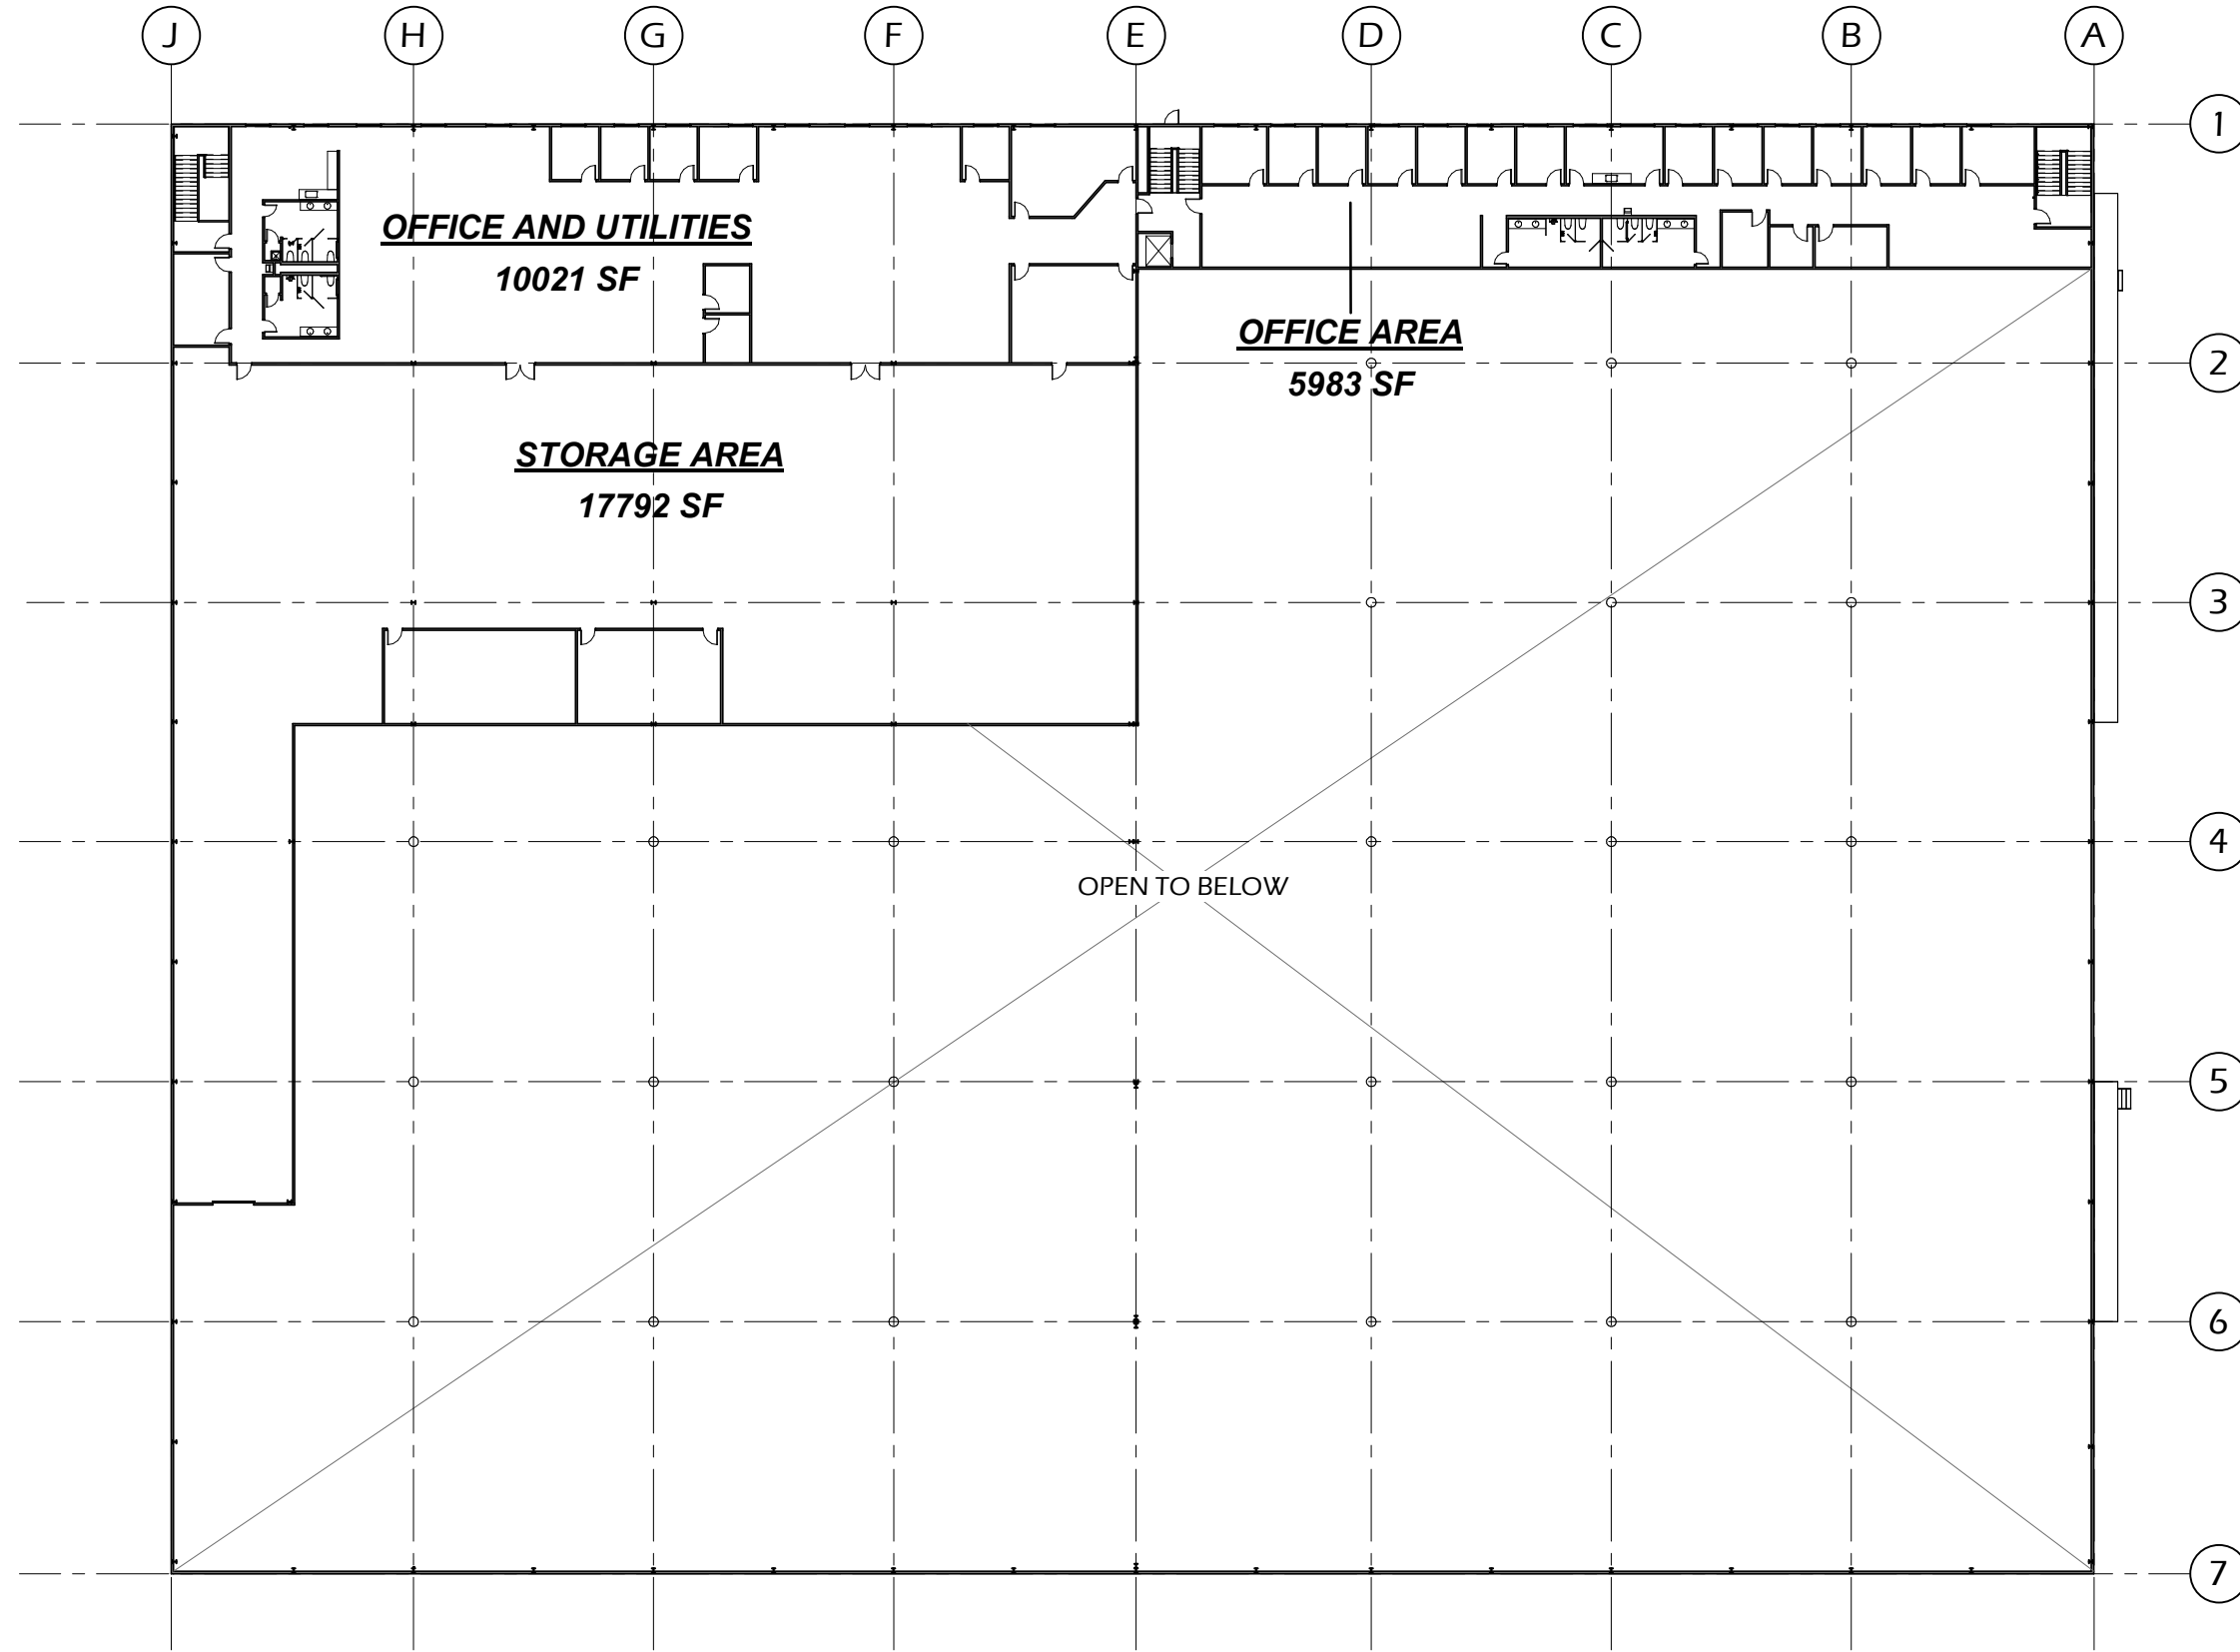 J H G F E D C B A
1
OFFICE AND UTILITIES
10021 SF
OFFICE AREA
5983 SF
2
STORAGE AREA
17792 SF
3
4
OPEN TO BELOW
5
6
7